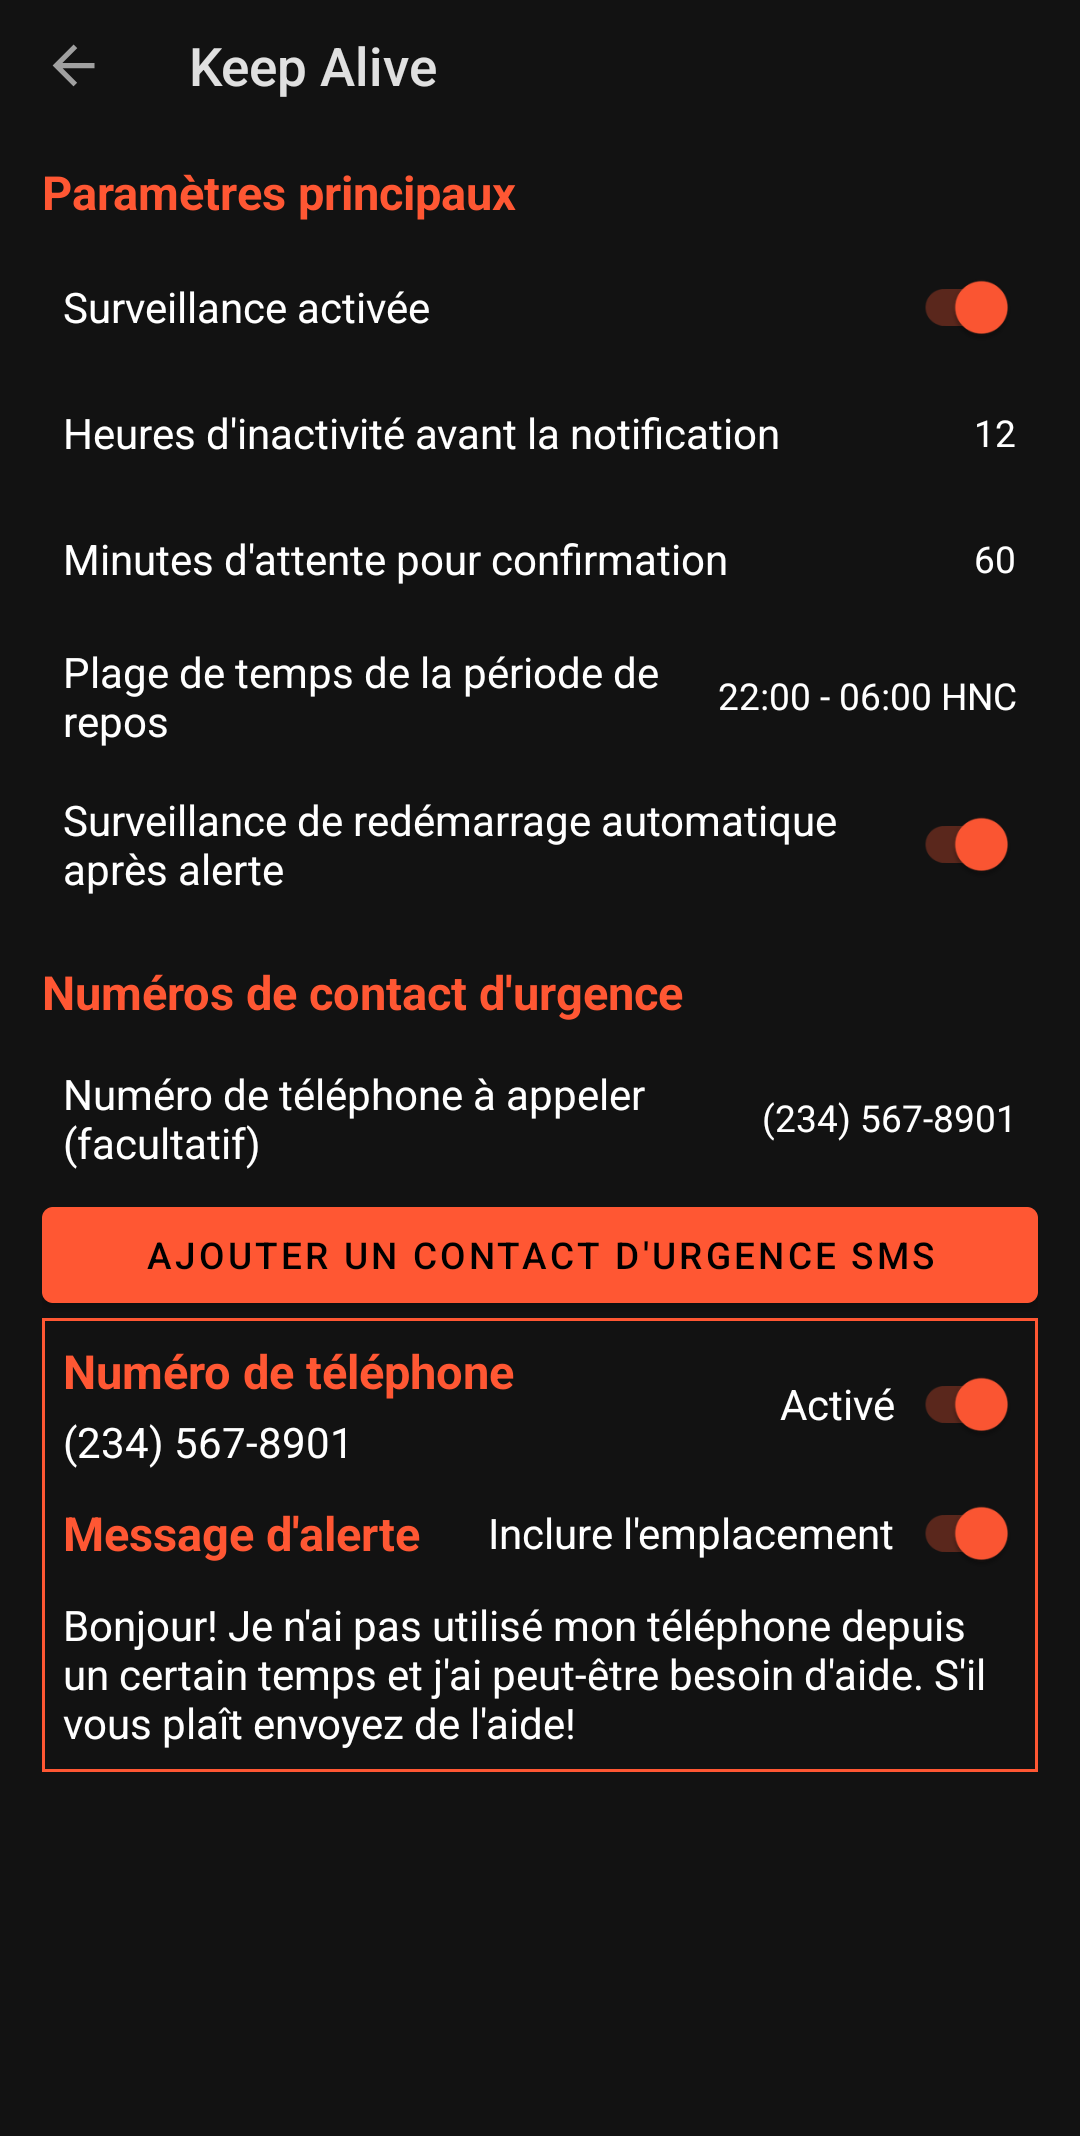 Keep Alive
Paramètres principaux
Surveillance activée
Heures d'inactivité avant la notification
12
Minutes d'attente pour confirmation
60
Plage de temps de la période de
repos
22:00 - 06:00 HNC
Surveillance de redémarrage automatique
après alerte
Numéros de contact d'urgence
Numéro de téléphone à appeler
(facultatif)
(234) 567-8901
AJOUTER UN CONTACT D'URGENCE SMS
Numéro de téléphone
(234) 567-8901
Activé
Message d'alerte
Inclure l'emplacement
Bonjour! Je n'ai pas utilisé mon téléphone depuis
un certain temps et j'ai peut-être besoin d'aide. S'il
vous plaît envoyez de l'aide!